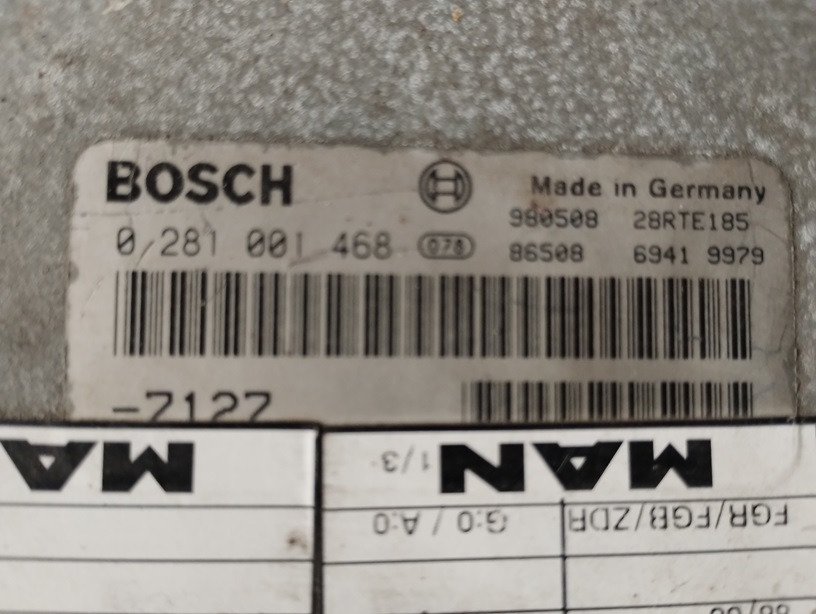 BOSCH
Made in Germany
980508 28RTE185
0 281 001 468 078
86508 6941 9979
-7127
MAN
1/3
MA
FGR/FGB/ZDR
G:0 / A:0